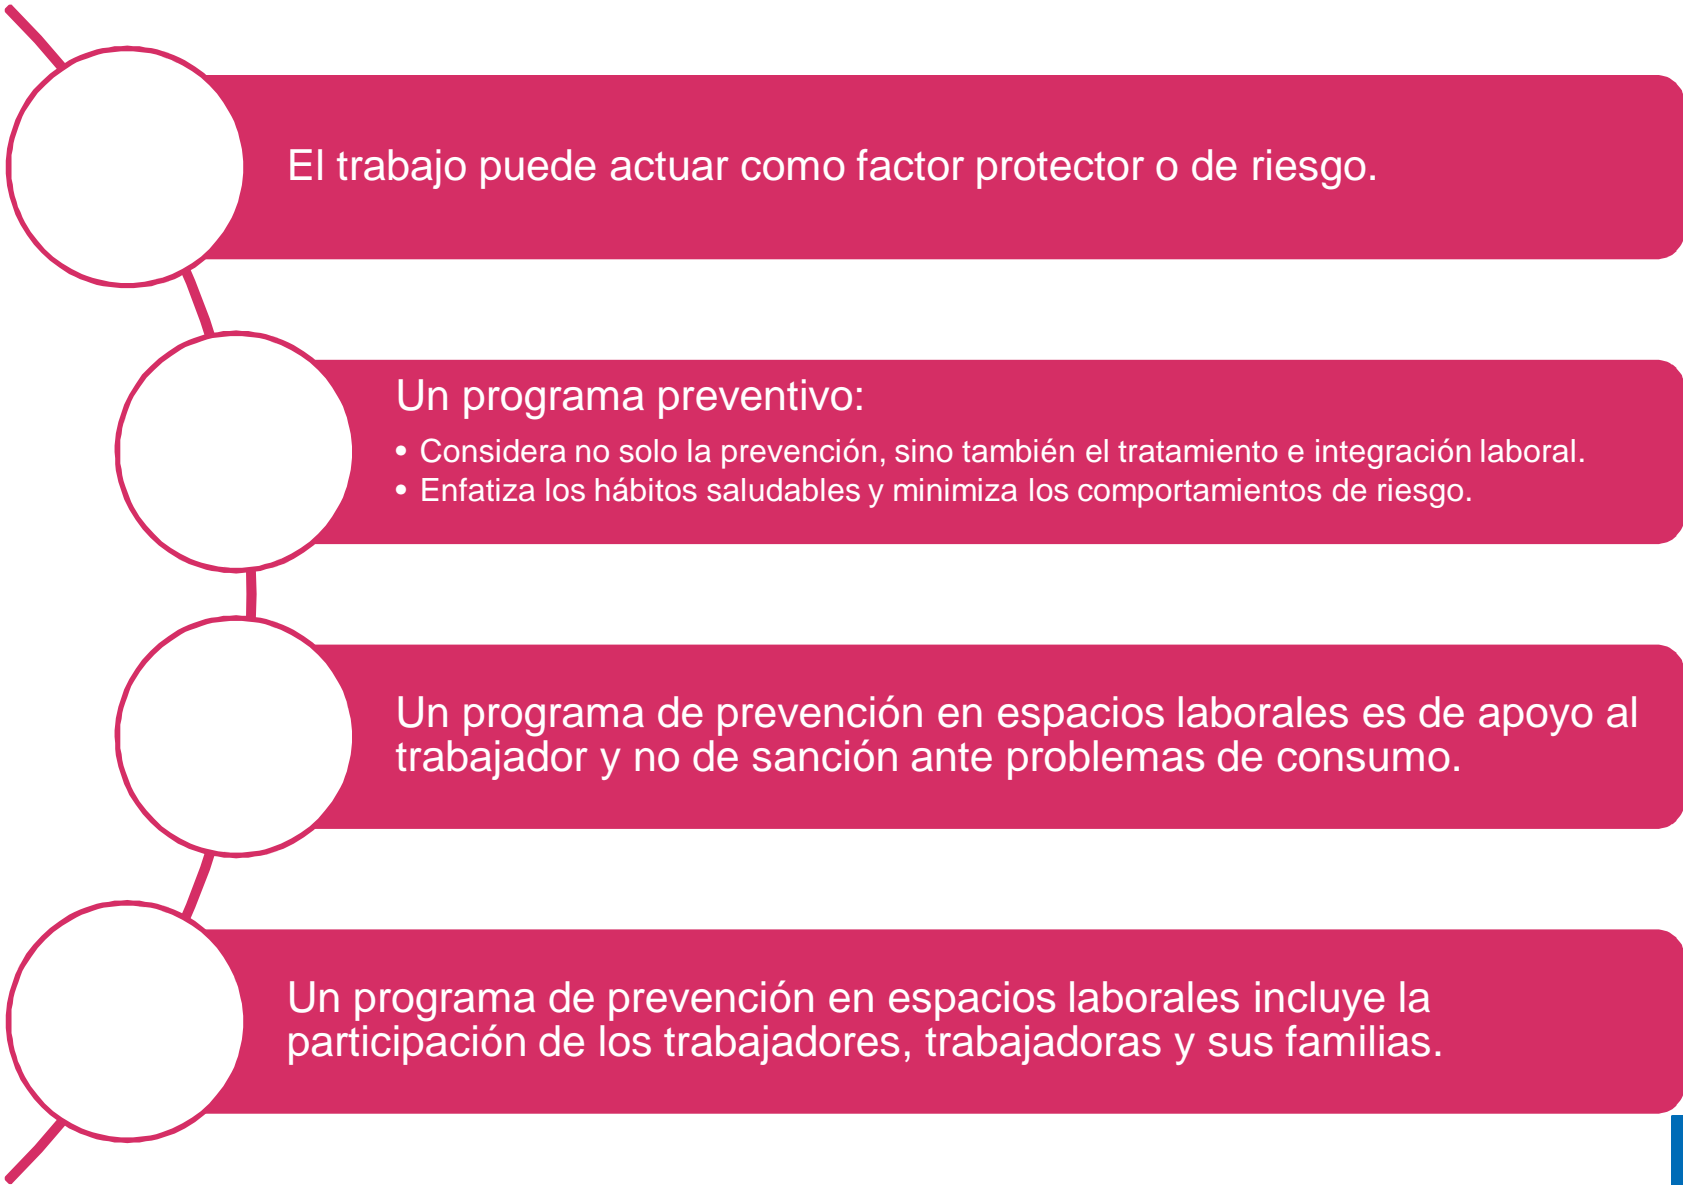 El trabajo puede actuar como factor protector o de riesgo.
Un programa preventivo:
• Considera no solo la prevención, sino también el tratamiento e integración laboral.
• Enfatiza los hábitos saludables y minimiza los comportamientos de riesgo.
Un programa de prevención en espacios laborales es de apoyo al
trabajador y no de sanción ante problemas de consumo.
Un programa de prevención en espacios laborales incluye la
participación de los trabajadores, trabajadoras y sus familias.